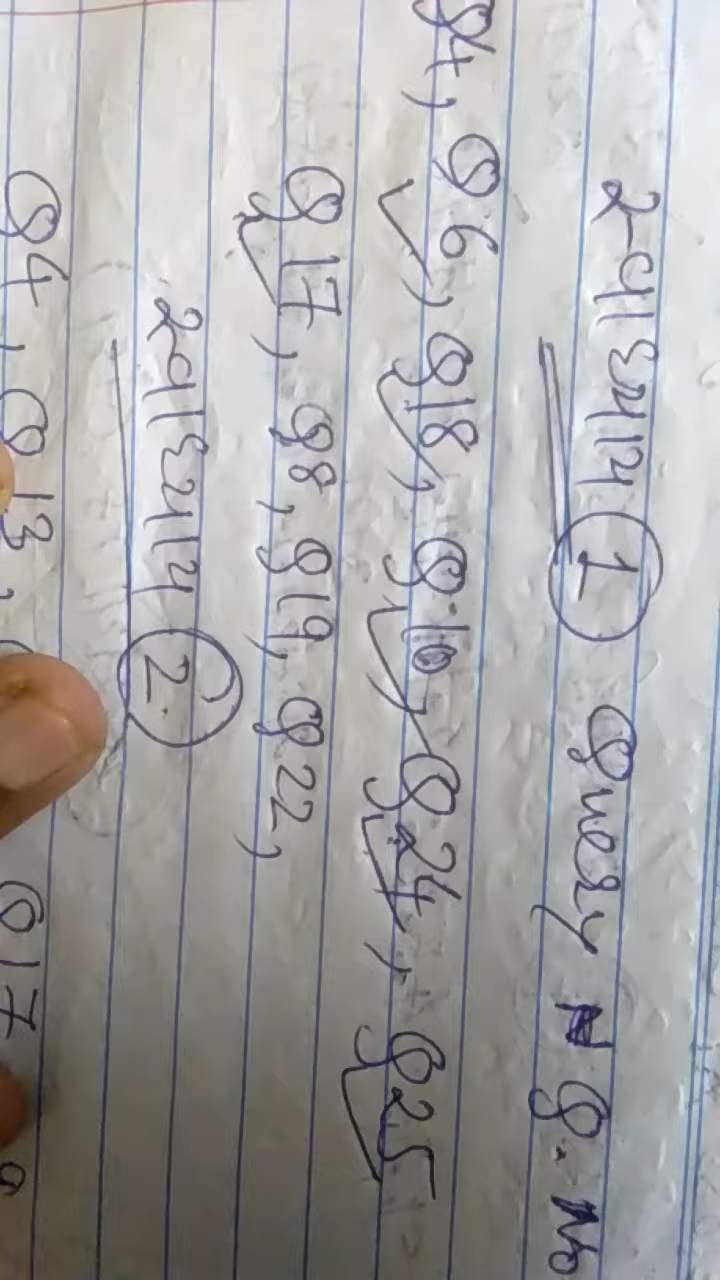 अध्याय 1 Query N Q. No
Q4, Q6, Q18, Q10, Q24, Q25
Q17, Q8, Q19, Q22,
अध्याय 2.
Q4, Q13, Q17